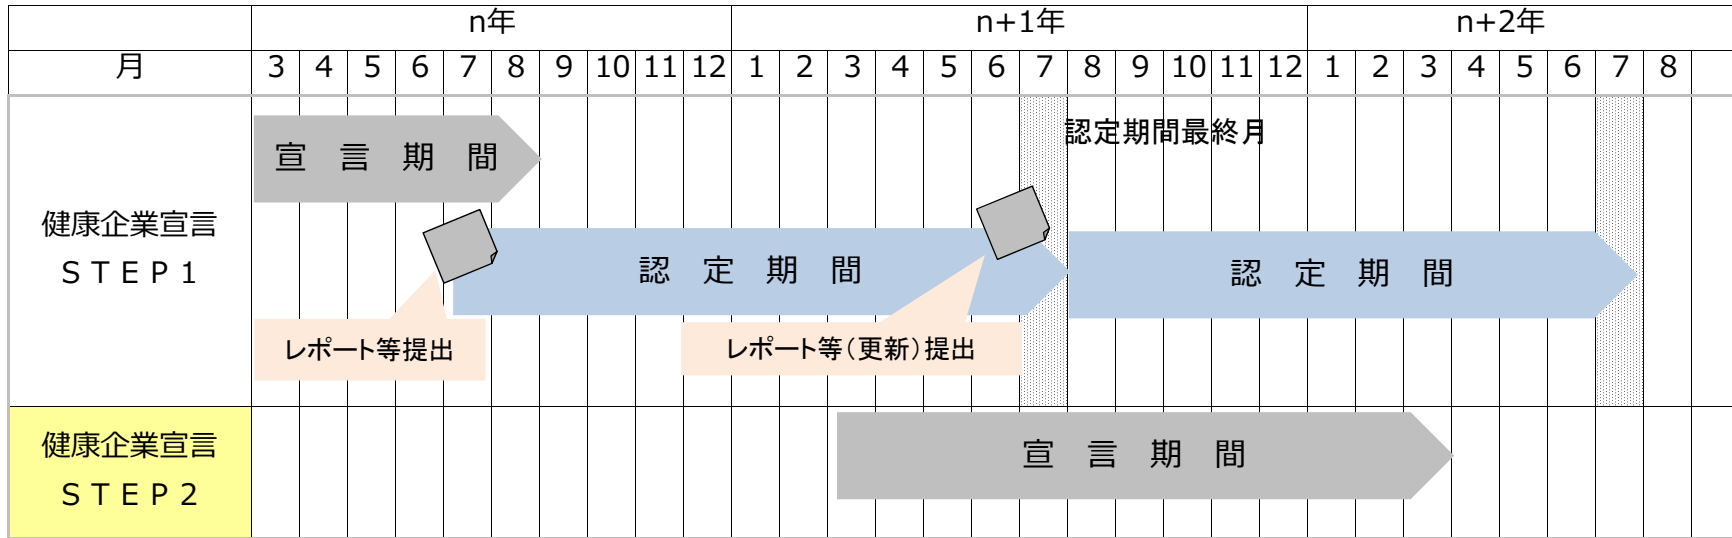 n年 n+1年 n+2年
月 3 4 5 6 7 8 9 10 11 12 1 2 3 4 5 6 7 8 9 10 11 12 1 2 3 4 5 6 7 8
認定期間最終月
宣 言 期 間
健康企業宣言
ＳＴＥＰ１
認 定 期 間
認 定 期 間
レポート等提出
レポート等（更新）提出
健康企業宣言
ＳＴＥＰ２
宣 言 期 間